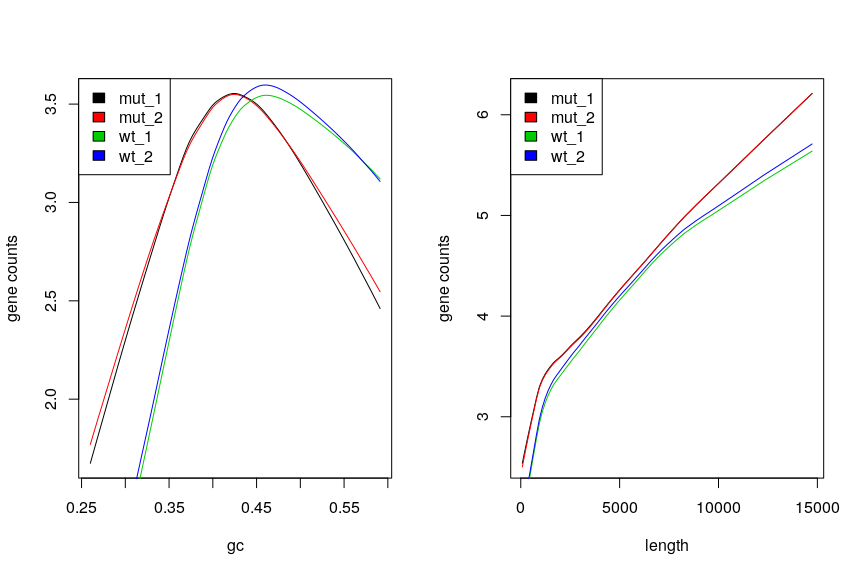 mut_1
mut_2
wt_1
wt_2
gene counts
3.5
3.0
2.5
2.0
0.25
0.35
0.45
0.55
gc
mut_1
mut_2
wt_1
wt_2
gene counts
6
5
4
3
0
5000
10000
15000
length